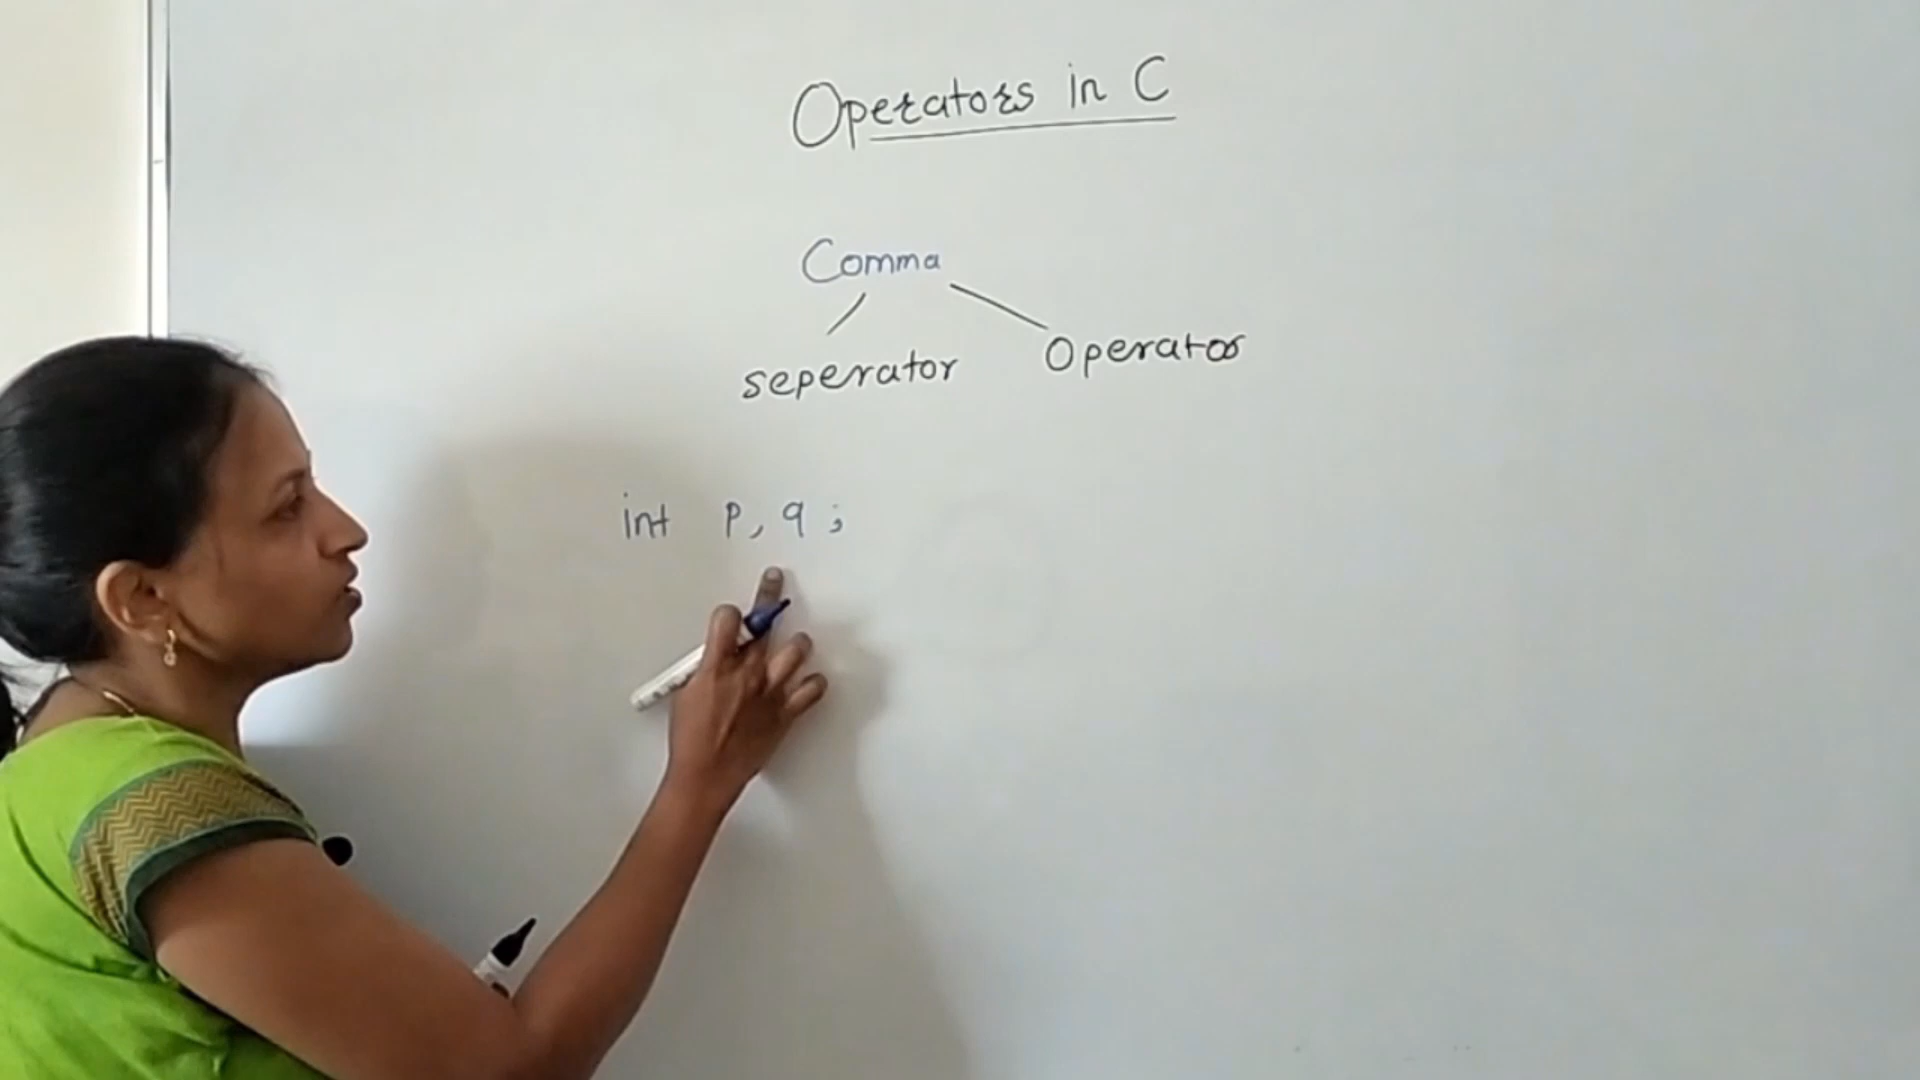 Operators in C
Comma
seperator Operator
int p, q ;